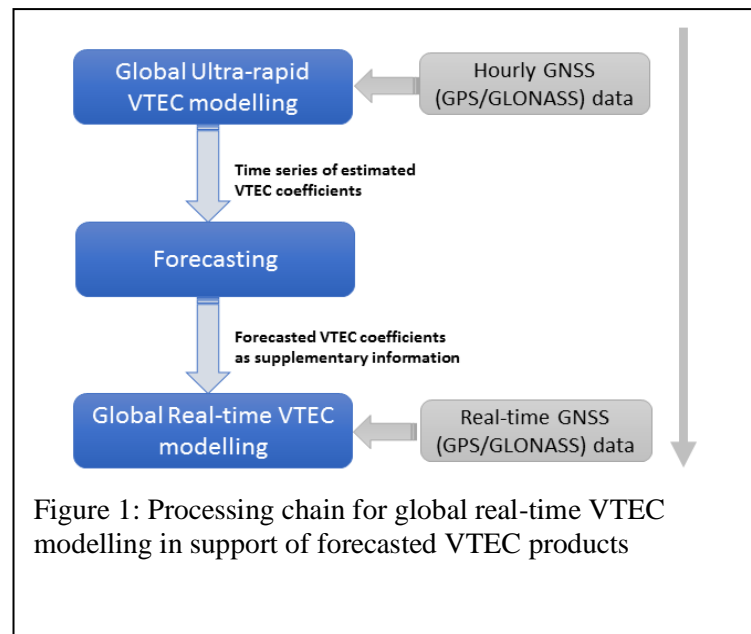 Global Ultra-rapid
VTEC modelling
Hourly GNSS
(GPS/GLONASS) data
Time series of estimated
VTEC coefficients
Forecasting
Forecasted VTEC coefficients
as supplementary information
Global Real-time VTEC
modelling
Real-time GNSS
(GPS/GLONASS) data
Figure 1: Processing chain for global real-time VTEC
modelling in support of forecasted VTEC products